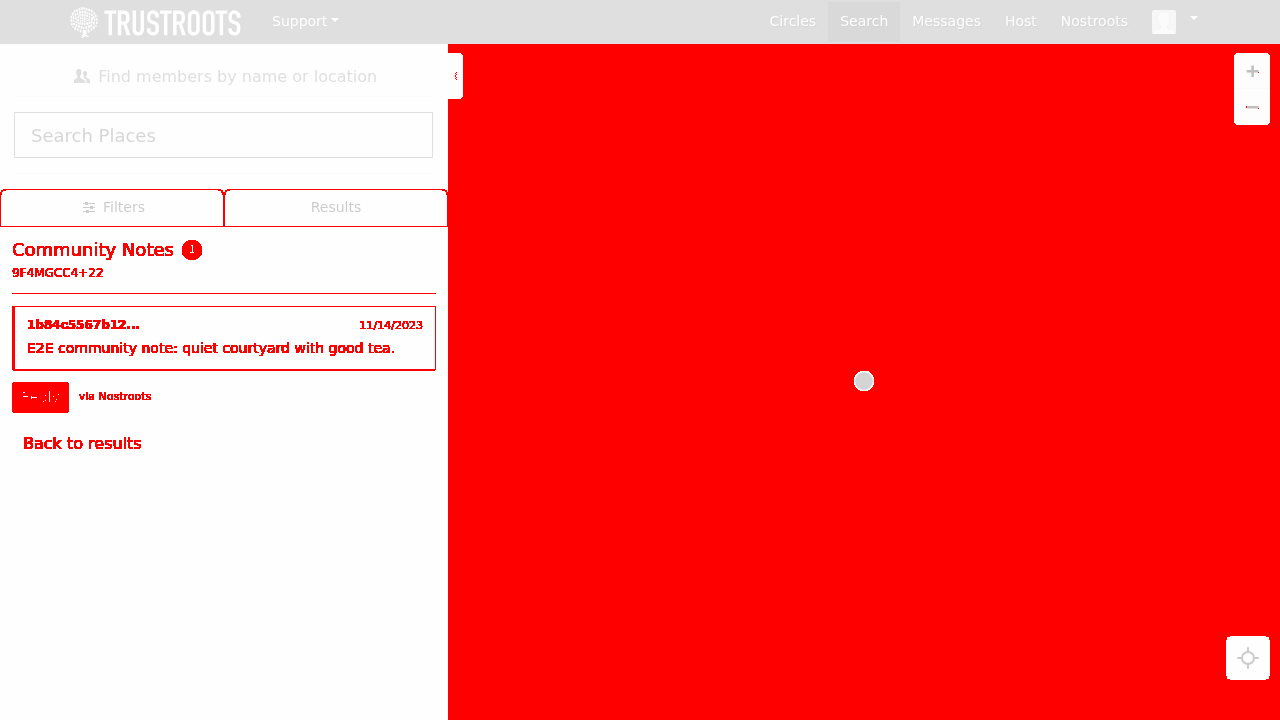 TRUSTROOTS
Support
Circles
Search
Messages
Host
Nostroots
Find members by name or location
Search Places
Filters
Results
Community Notes 1
9F4MGCC4+22
1b84c5567b12...
11/14/2023
E2E community note: quiet courtyard with good tea.
Reply
via Nostroots
Back to results